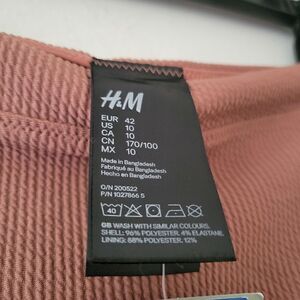 H&M
EUR 42
US 10
CA 10
CN 170/100
MX 10
Made in Bangladesh
Fabriqué au Bangladesh
Hecho en Bangladesh
O/N 200522
P/N 1027866 5
40
GB WASH WITH SIMILAR COLOURS.
SHELL: 96% POLYESTER. 4% ELASTANE.
LINING: 88% POLYESTER. 12%